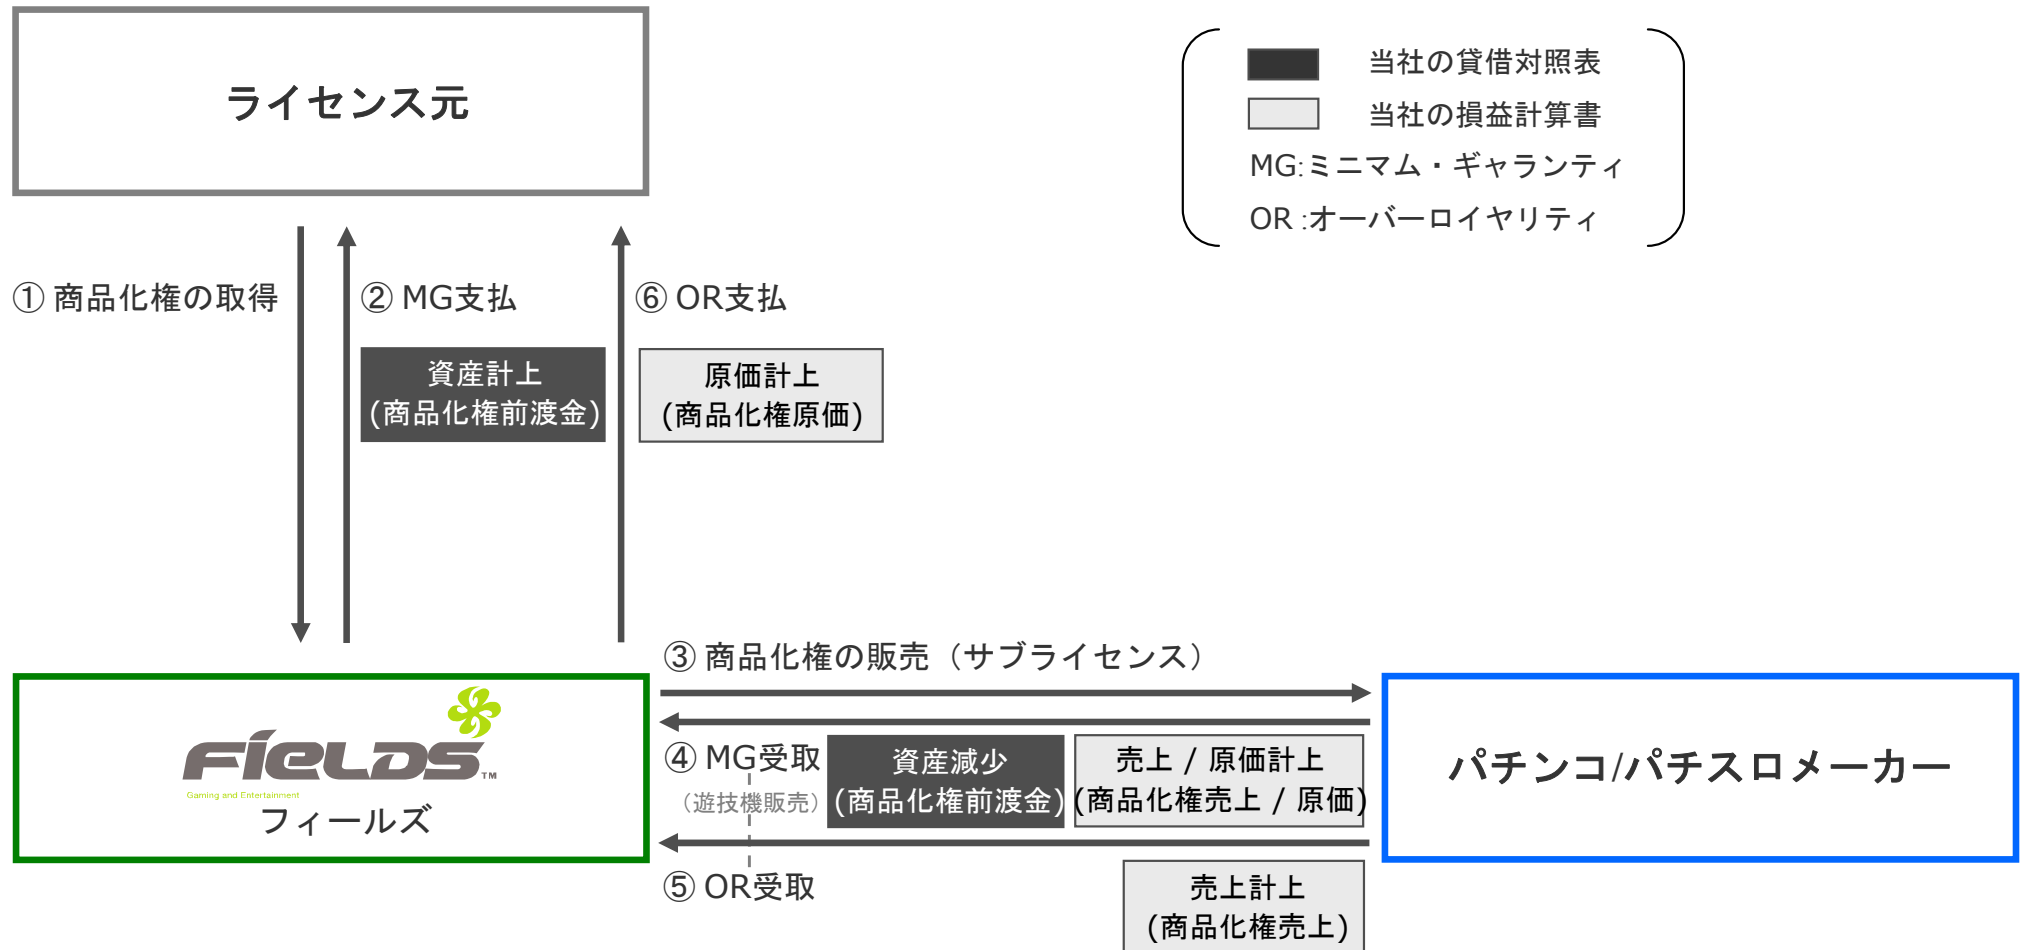 ライセンス元
当社の貸借対照表
当社の損益計算書
MG:ミニマム・ギャランティ
OR :オーバーロイヤリティ
① 商品化権の取得
② MG支払
⑥ OR支払
資産計上
(商品化権前渡金)
原価計上
(商品化権原価)
③ 商品化権の販売（サブライセンス）
FIELDS
TM
Gaming and Entertainment
フィールズ
④ MG受取
（遊技機販売）
資産減少
(商品化権前渡金)
売上 / 原価計上
(商品化権売上 / 原価)
パチンコ/パチスロメーカー
⑤ OR受取
売上計上
(商品化権売上)